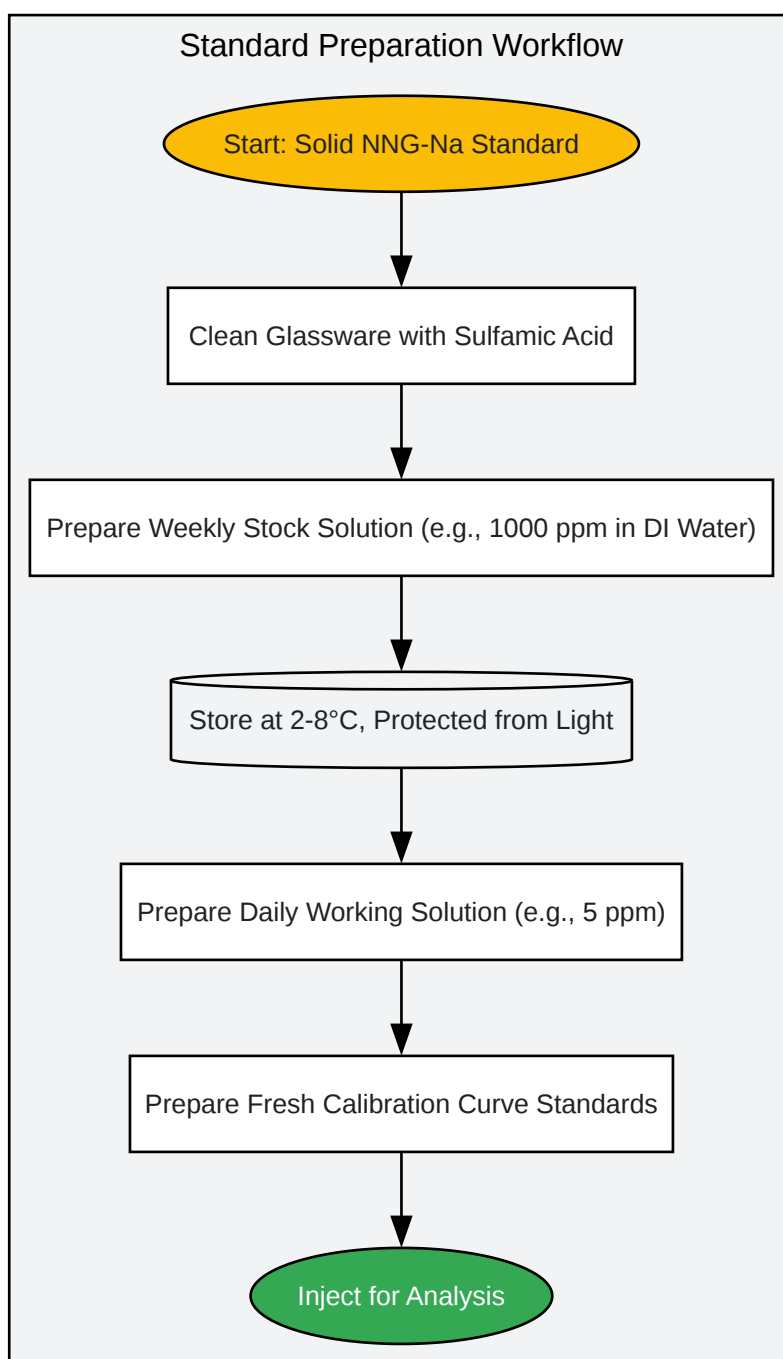 Standard Preparation Workflow
Start: Solid NNG-Na Standard
Clean Glassware with Sulfamic Acid
Prepare Weekly Stock Solution (e.g., 1000 ppm in DI Water)
Store at 2-8°C, Protected from Light
Prepare Daily Working Solution (e.g., 5 ppm)
Prepare Fresh Calibration Curve Standards
Inject for Analysis